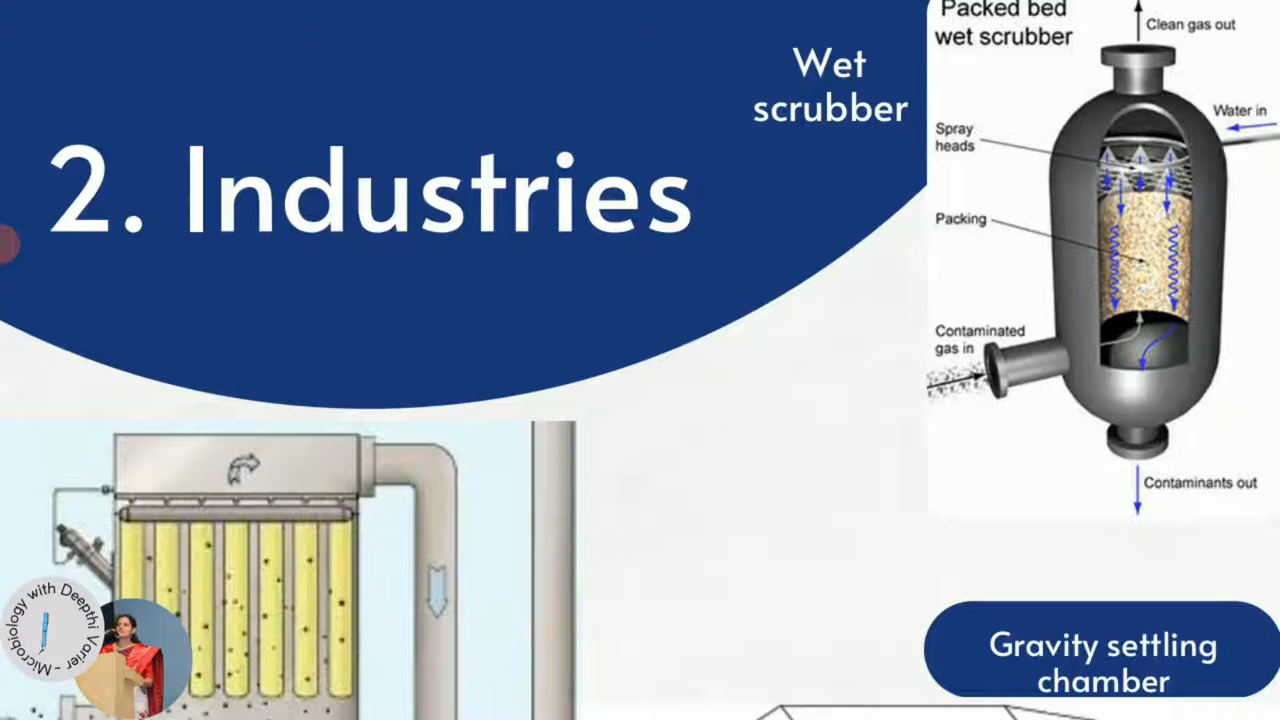 2. Industries
Wet
scrubber
Packed bed
wet scrubber
Clean gas out
Water in
Spray
heads
Packing
Contaminated
gas in
Contaminants out
Gravity settling
chamber
Microbiology with Deepthi Varier -